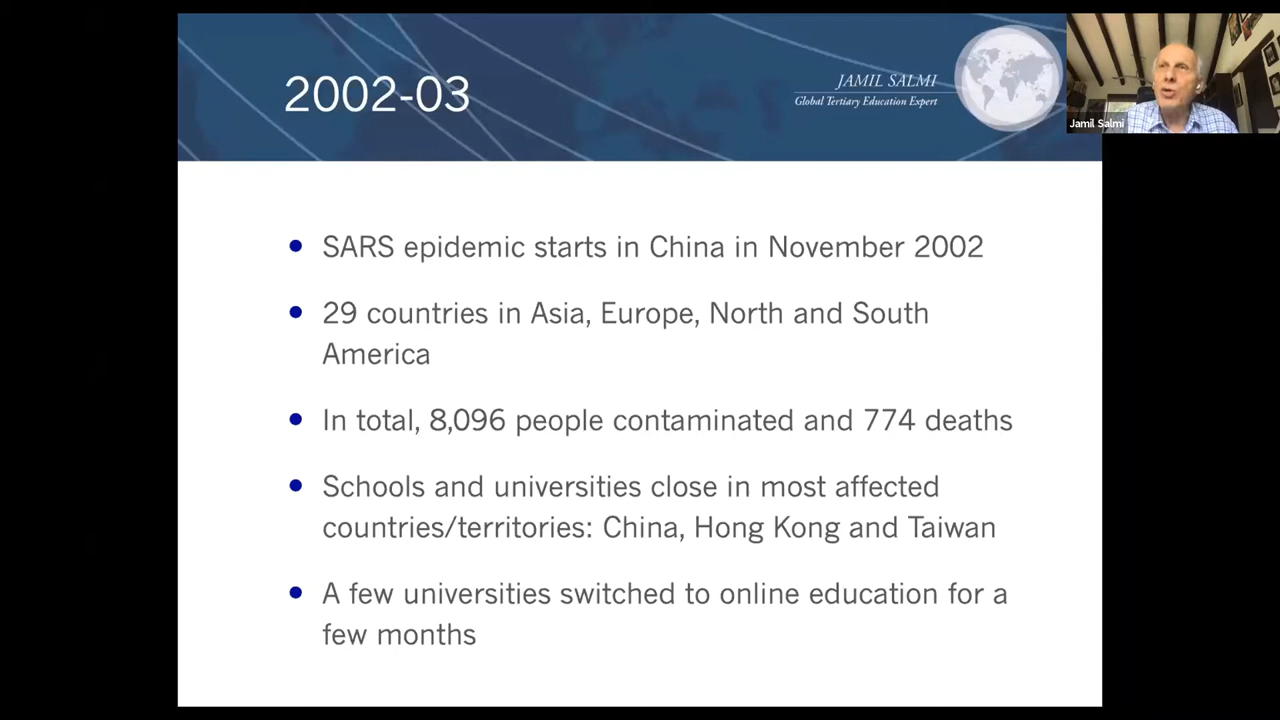 2002-03
JAMIL SALMI
Global Tertiary Education Expert
Jamil Salmi
• SARS epidemic starts in China in November 2002
• 29 countries in Asia, Europe, North and South
America
• In total, 8,096 people contaminated and 774 deaths
• Schools and universities close in most affected
countries/territories: China, Hong Kong and Taiwan
• A few universities switched to online education for a
few months